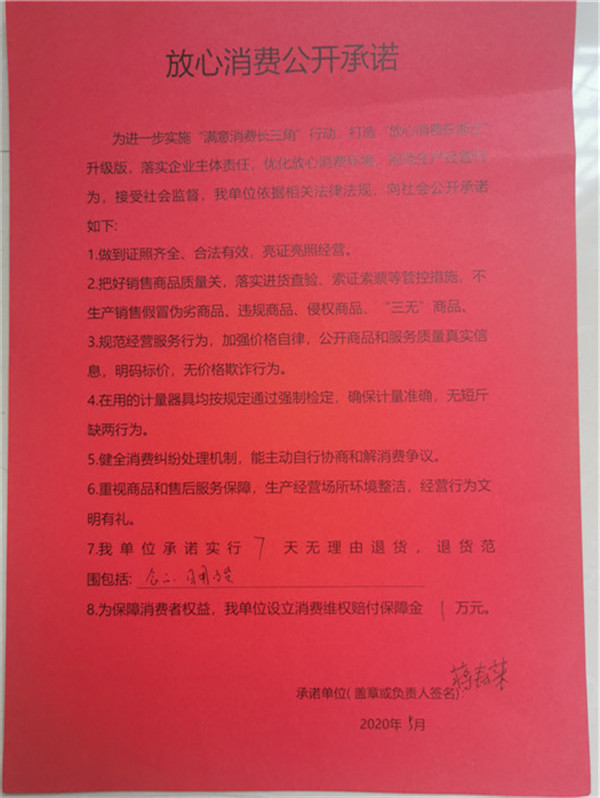 放心消费公开承诺
为进一步实施“满意消费长三角”行动，打造“放心消费在浙江”
升级版，落实企业主体责任，优化放心消费环境，规范生产经营行
为，接受社会监督，我单位依据相关法律法规，向社会公开承诺
如下：
1.做到证照齐全、合法有效，亮证亮照经营。
2.把好销售商品质量关，落实进货查验、索证索票等管控措施，不
生产销售假冒伪劣商品、违规商品、侵权商品、“三无”商品。
3.规范经营服务行为，加强价格自律，公开商品和服务质量真实信
息，明码标价，无价格欺诈行为。
4.在用的计量器具均按规定通过强制检定，确保计量准确，无短斤
缺两行为。
5.健全消费纠纷处理机制，能主动自行协商和解消费争议。
6.重视商品和售后服务保障，生产经营场所环境整洁，经营行为文
明有礼。
7.我单位承诺实行 7 天无理由退货，退货范
围包括：
8.为保障消费者权益，我单位设立消费维权赔付保障金 1 万元。
承诺单位(盖章或负责人签名)：
2020年 5月